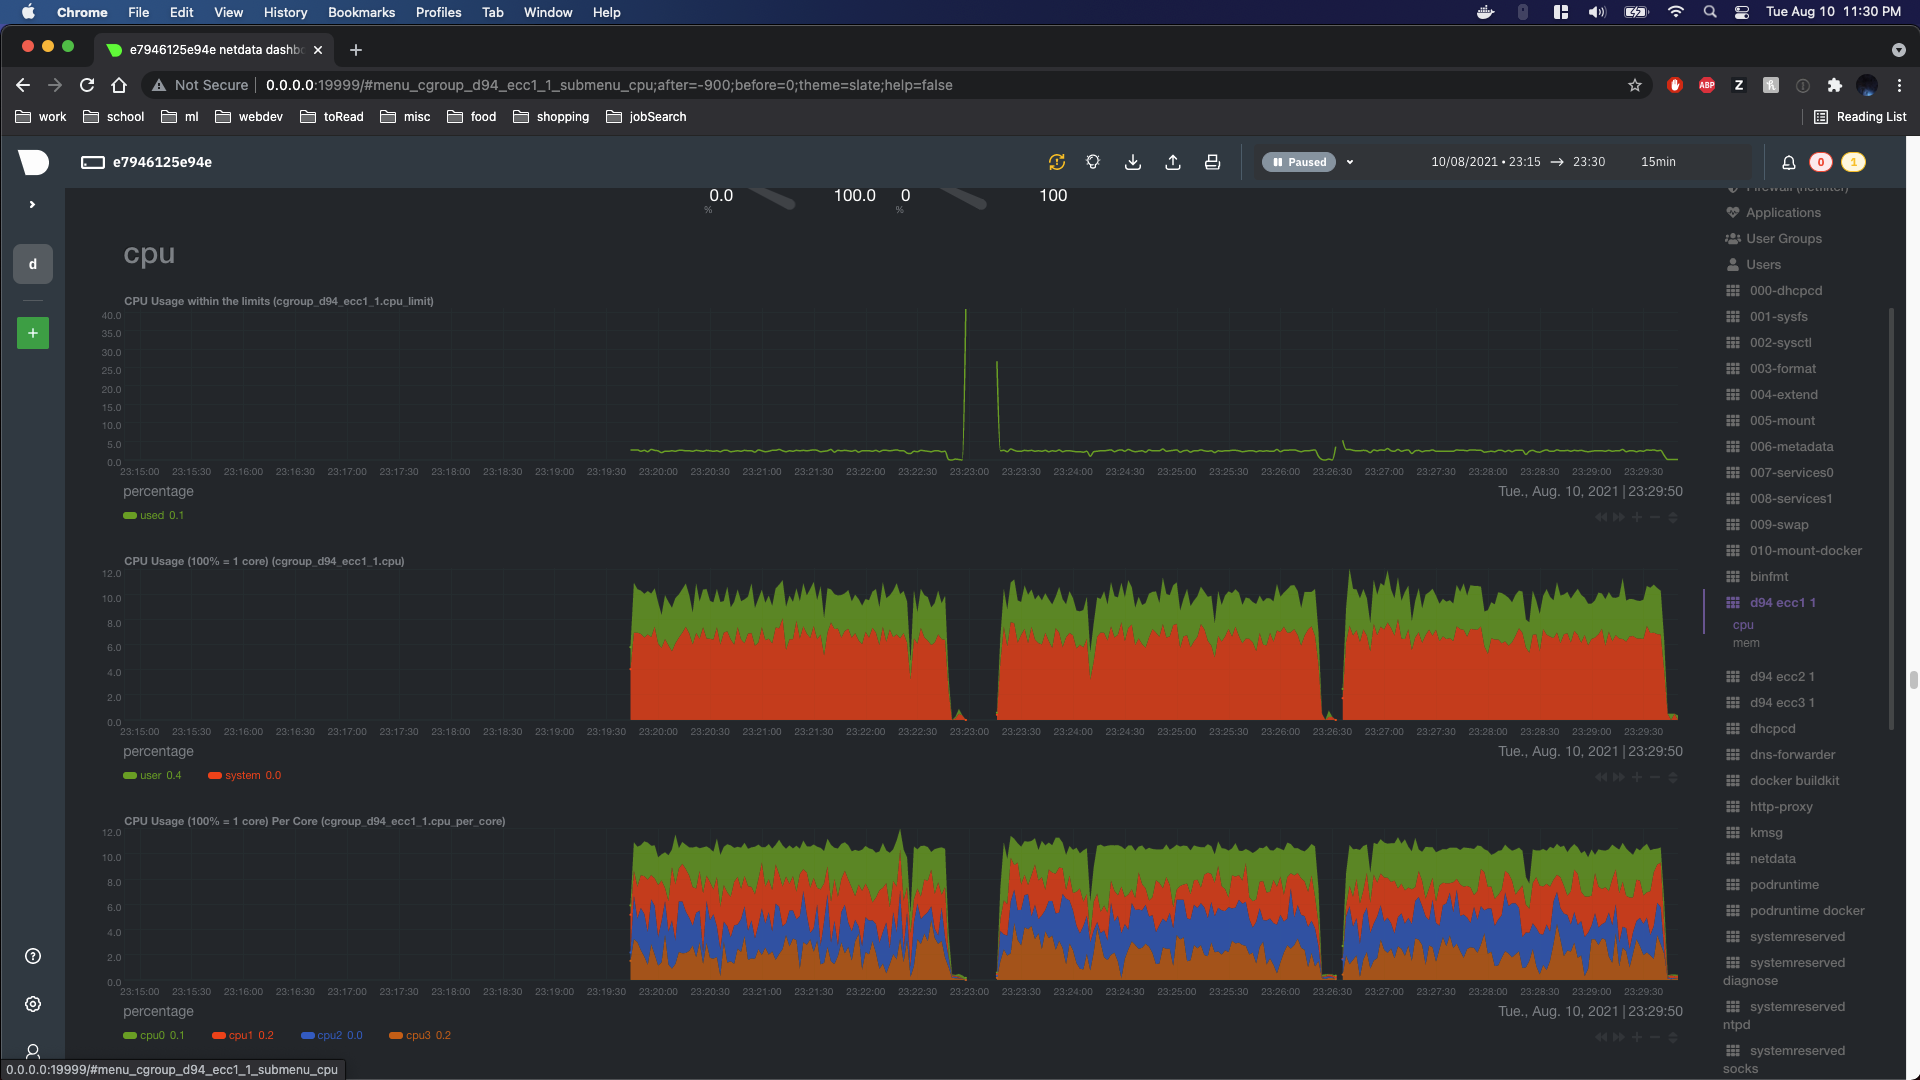 Chrome File Edit View History Bookmarks Profiles Tab Window Help Tue Aug 10 11:30 PM
e7946125e94e netdata dashbo
Not Secure 0.0.0.0:19999/#menu_cgroup_d94_ecc1_1_submenu_cpu;after=-900;before=0;theme=slate;help=false
ABP Z
work school ml webdev toRead misc food shopping jobSearch Reading List
e7946125e94e Paused 10/08/2021 • 23:15 → 23:30 15min 0 1
0.0 100.0 0 100
% %
d
+
cpu
CPU Usage within the limits (cgroup_d94_ecc1_1.cpu_limit)
40.0
35.0
30.0
25.0
20.0
15.0
10.0
5.0
0.0
23:15:00 23:15:30 23:16:00 23:16:30 23:17:00 23:17:30 23:18:00 23:18:30 23:19:00 23:19:30 23:20:00 23:20:30 23:21:00 23:21:30 23:22:00 23:22:30 23:23:00 23:23:30 23:24:00 23:24:30 23:25:00 23:25:30 23:26:00 23:26:30 23:27:00 23:27:30 23:28:00 23:28:30 23:29:00 23:29:30
percentage Tue., Aug. 10, 2021 | 23:29:50
used 0.1
CPU Usage (100% = 1 core) (cgroup_d94_ecc1_1.cpu)
12.0
10.0
8.0
6.0
4.0
2.0
0.0
23:15:00 23:15:30 23:16:00 23:16:30 23:17:00 23:17:30 23:18:00 23:18:30 23:19:00 23:19:30 23:20:00 23:20:30 23:21:00 23:21:30 23:22:00 23:22:30 23:23:00 23:23:30 23:24:00 23:24:30 23:25:00 23:25:30 23:26:00 23:26:30 23:27:00 23:27:30 23:28:00 23:28:30 23:29:00 23:29:30
percentage Tue., Aug. 10, 2021 | 23:29:50
user 0.4 system 0.0
CPU Usage (100% = 1 core) Per Core (cgroup_d94_ecc1_1.cpu_per_core)
12.0
10.0
8.0
6.0
4.0
2.0
0.0
23:15:00 23:15:30 23:16:00 23:16:30 23:17:00 23:17:30 23:18:00 23:18:30 23:19:00 23:19:30 23:20:00 23:20:30 23:21:00 23:21:30 23:22:00 23:22:30 23:23:00 23:23:30 23:24:00 23:24:30 23:25:00 23:25:30 23:26:00 23:26:30 23:27:00 23:27:30 23:28:00 23:28:30 23:29:00 23:29:30
percentage Tue., Aug. 10, 2021 | 23:29:50
cpu0 0.1 cpu1 0.2 cpu2 0.0 cpu3 0.2
Firewall (netfilter)
Applications
User Groups
Users
000-dhcpcd
001-sysfs
002-sysctl
003-format
004-extend
005-mount
006-metadata
007-services0
008-services1
009-swap
010-mount-docker
binfmt
d94 ecc1 1
cpu
mem
d94 ecc2 1
d94 ecc3 1
dhcpcd
dns-forwarder
docker buildkit
http-proxy
kmsg
netdata
podruntime
podruntime docker
systemreserved
systemreserved
diagnose
systemreserved
ntpd
systemreserved
socks
0.0.0.0:19999/#menu_cgroup_d94_ecc1_1_submenu_cpu